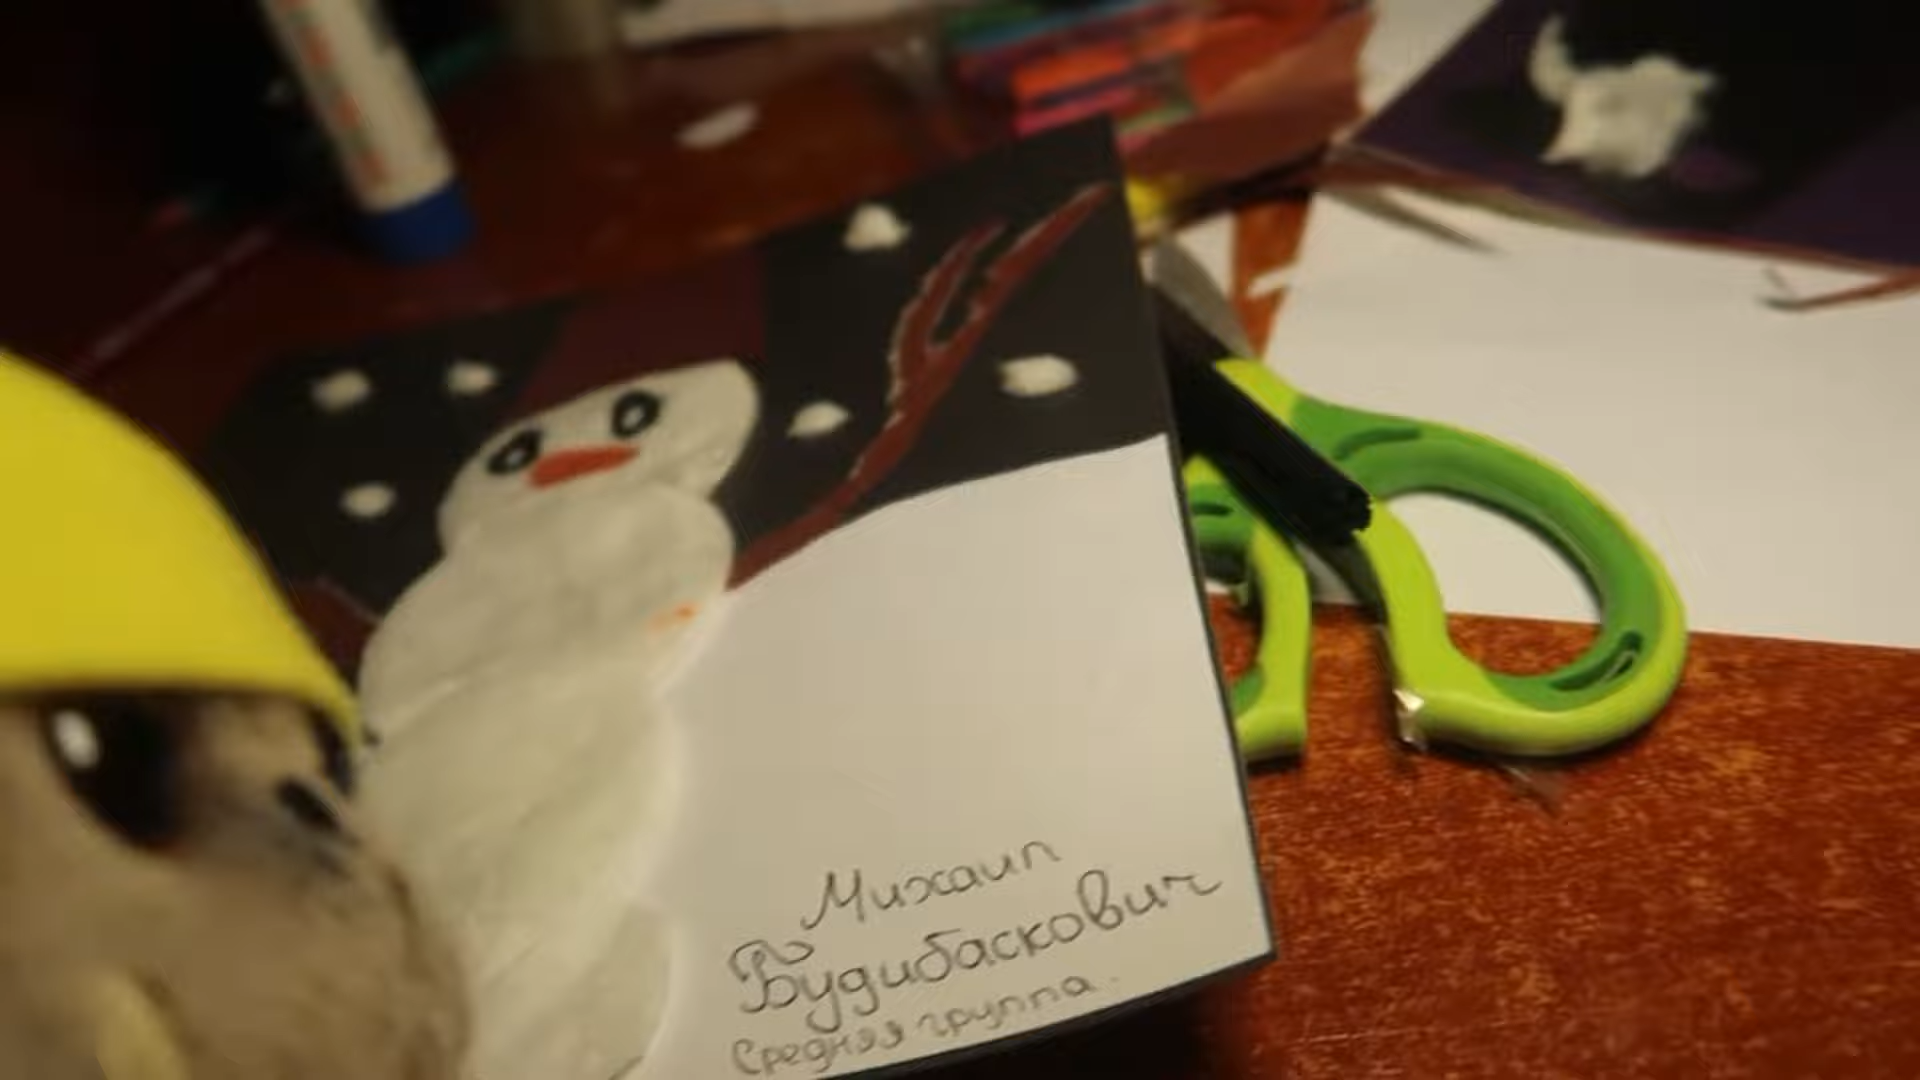 Михаил
Будибаскович
Средняя группа.